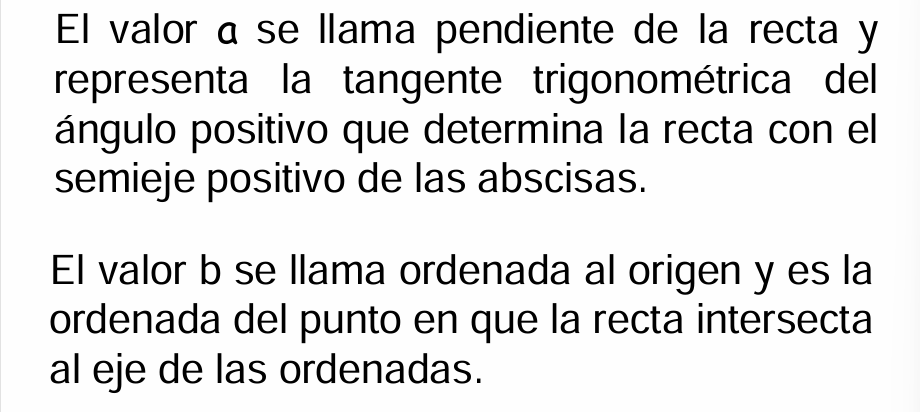 El valor a se llama pendiente de la recta y
representa la tangente trigonométrica del
ángulo positivo que determina la recta con el
semieje positivo de las abscisas.
El valor b se llama ordenada al origen y es la
ordenada del punto en que la recta intersecta
al eje de las ordenadas.